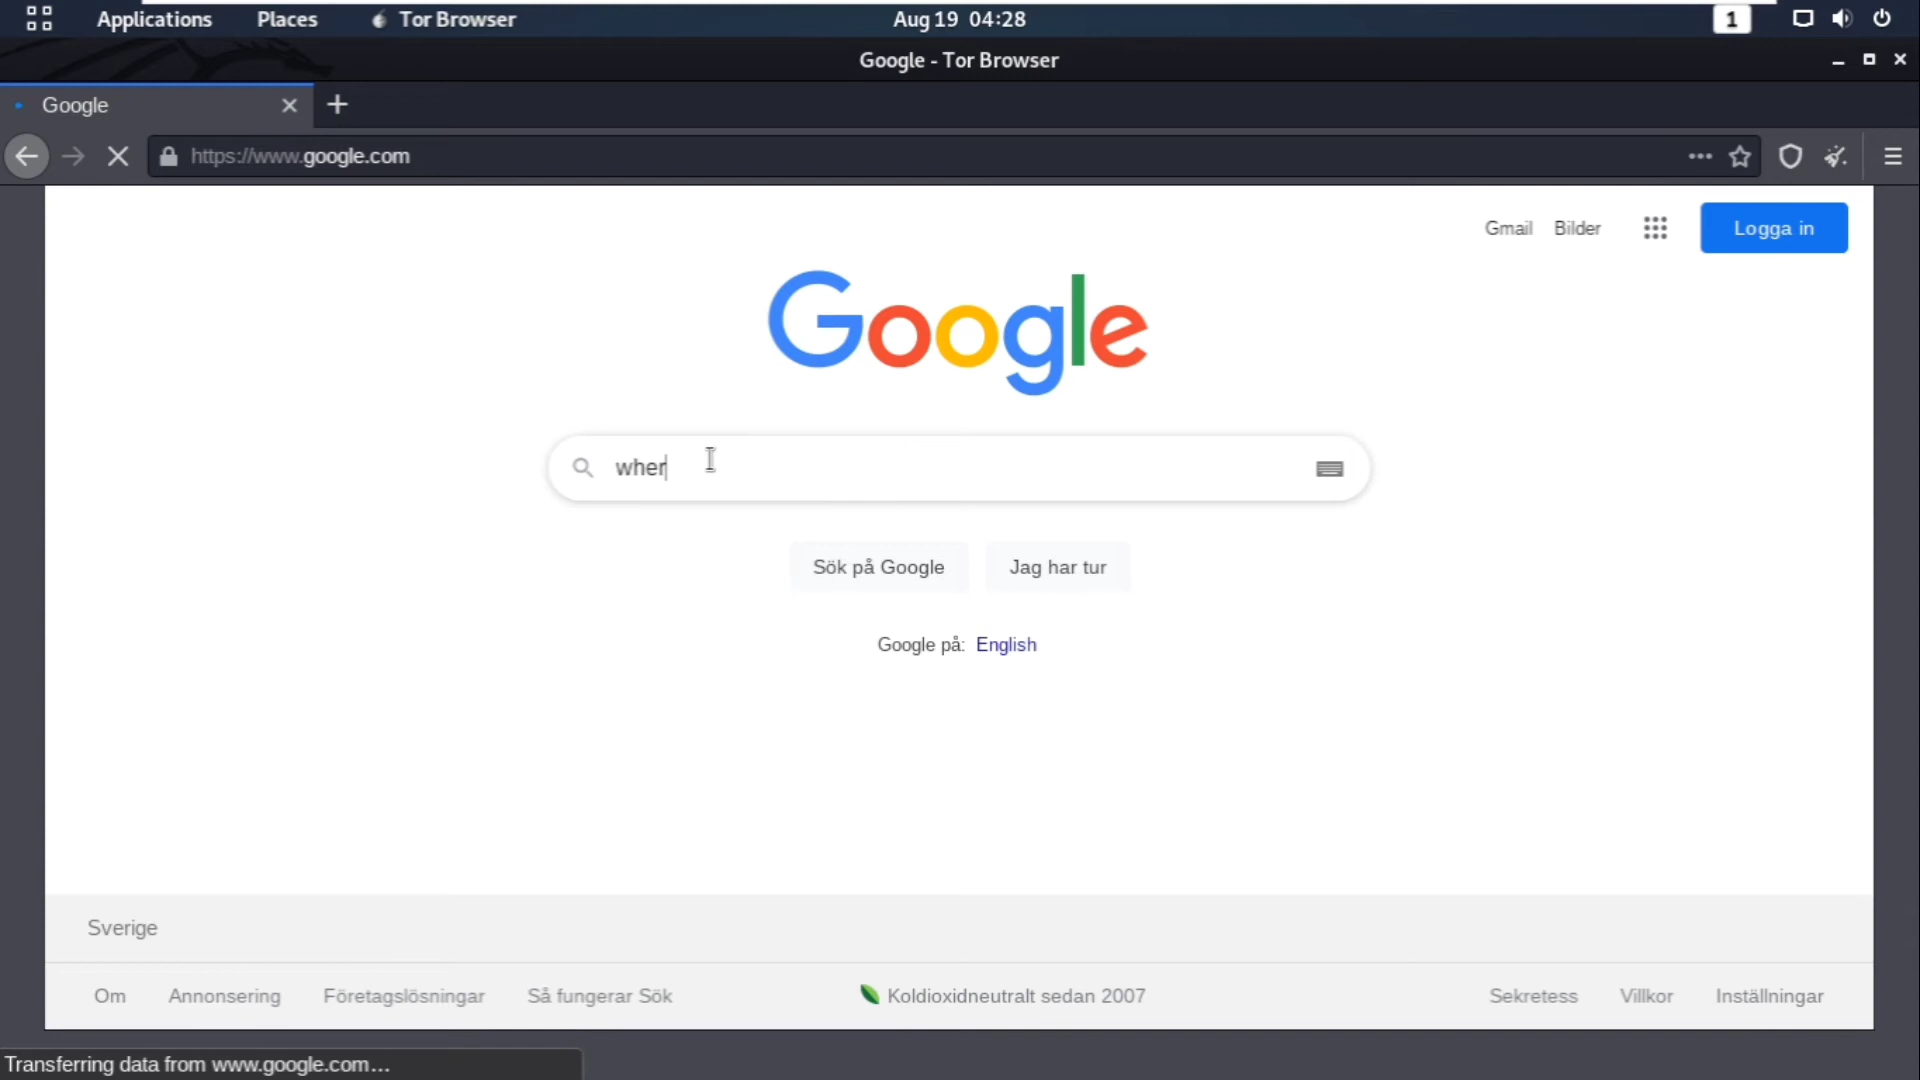 Applications Places Tor Browser Aug 19 04:28 1
Google - Tor Browser
Google
https://www.google.com
Gmail Bilder Logga in
Google
wher
Sök på Google Jag har tur
Google på: English
Sverige
Om Annonsering Företagslösningar Så fungerar Sök Koldioxidneutralt sedan 2007 Sekretess Villkor Inställningar
Transferring data from www.google.com…